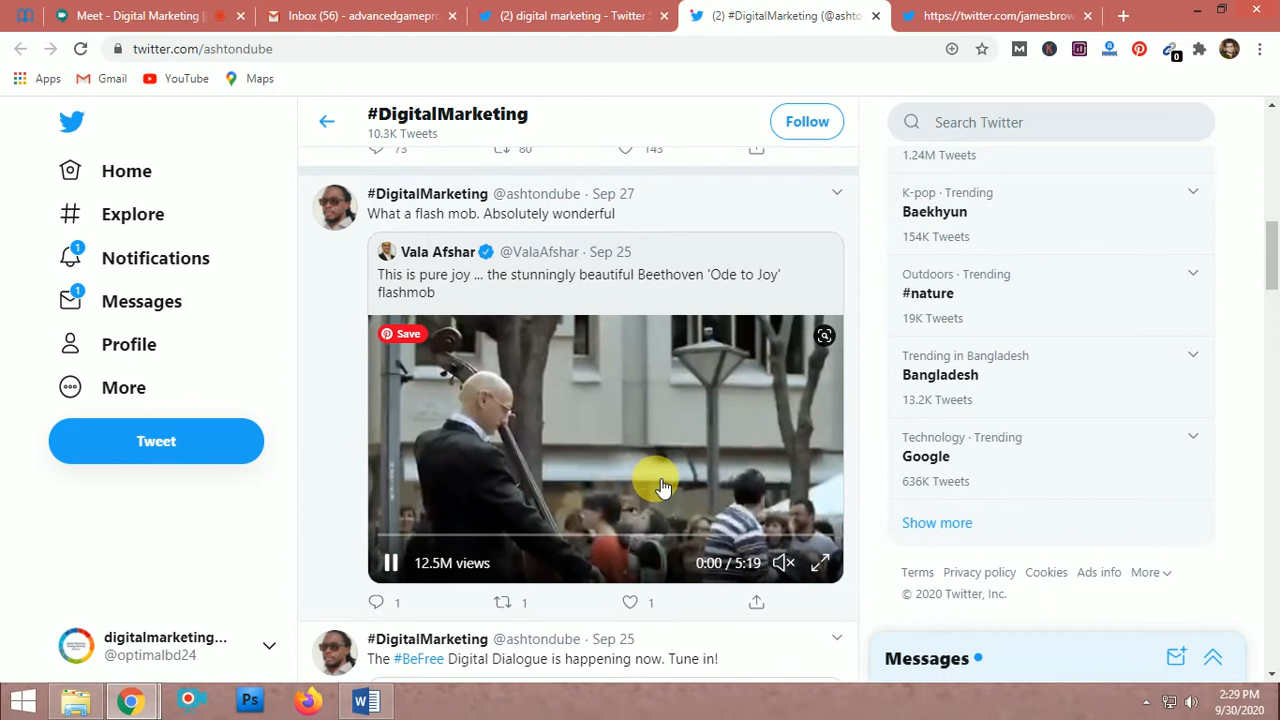 Meet - Digital Marketing
Inbox (56) - advancedgamepro
(2) digital marketing - Twitter S
(2) #DigitalMarketing (@ashto
https://twitter.com/jamesbrow
twitter.com/ashtondube
0
Apps
Gmail
YouTube
Maps
#DigitalMarketing
10.3K Tweets
Follow
Home
Explore
1
Notifications
1
Messages
Profile
More
Tweet
digitalmarketing...
@optimalbd24
73
80
143
#DigitalMarketing @ashtondube · Sep 27
What a flash mob. Absolutely wonderful
Vala Afshar @ValaAfshar · Sep 25
This is pure joy ... the stunningly beautiful Beethoven 'Ode to Joy'
flashmob
Save
12.5M views
0:00 / 5:19
1
1
1
#DigitalMarketing @ashtondube · Sep 25
The #BeFree Digital Dialogue is happening now. Tune in!
Search Twitter
1.24M Tweets
K-pop · Trending
Baekhyun
154K Tweets
Outdoors · Trending
#nature
19K Tweets
Trending in Bangladesh
Bangladesh
13.2K Tweets
Technology · Trending
Google
636K Tweets
Show more
Terms Privacy policy Cookies Ads info More
© 2020 Twitter, Inc.
Messages
2:29 PM
9/30/2020